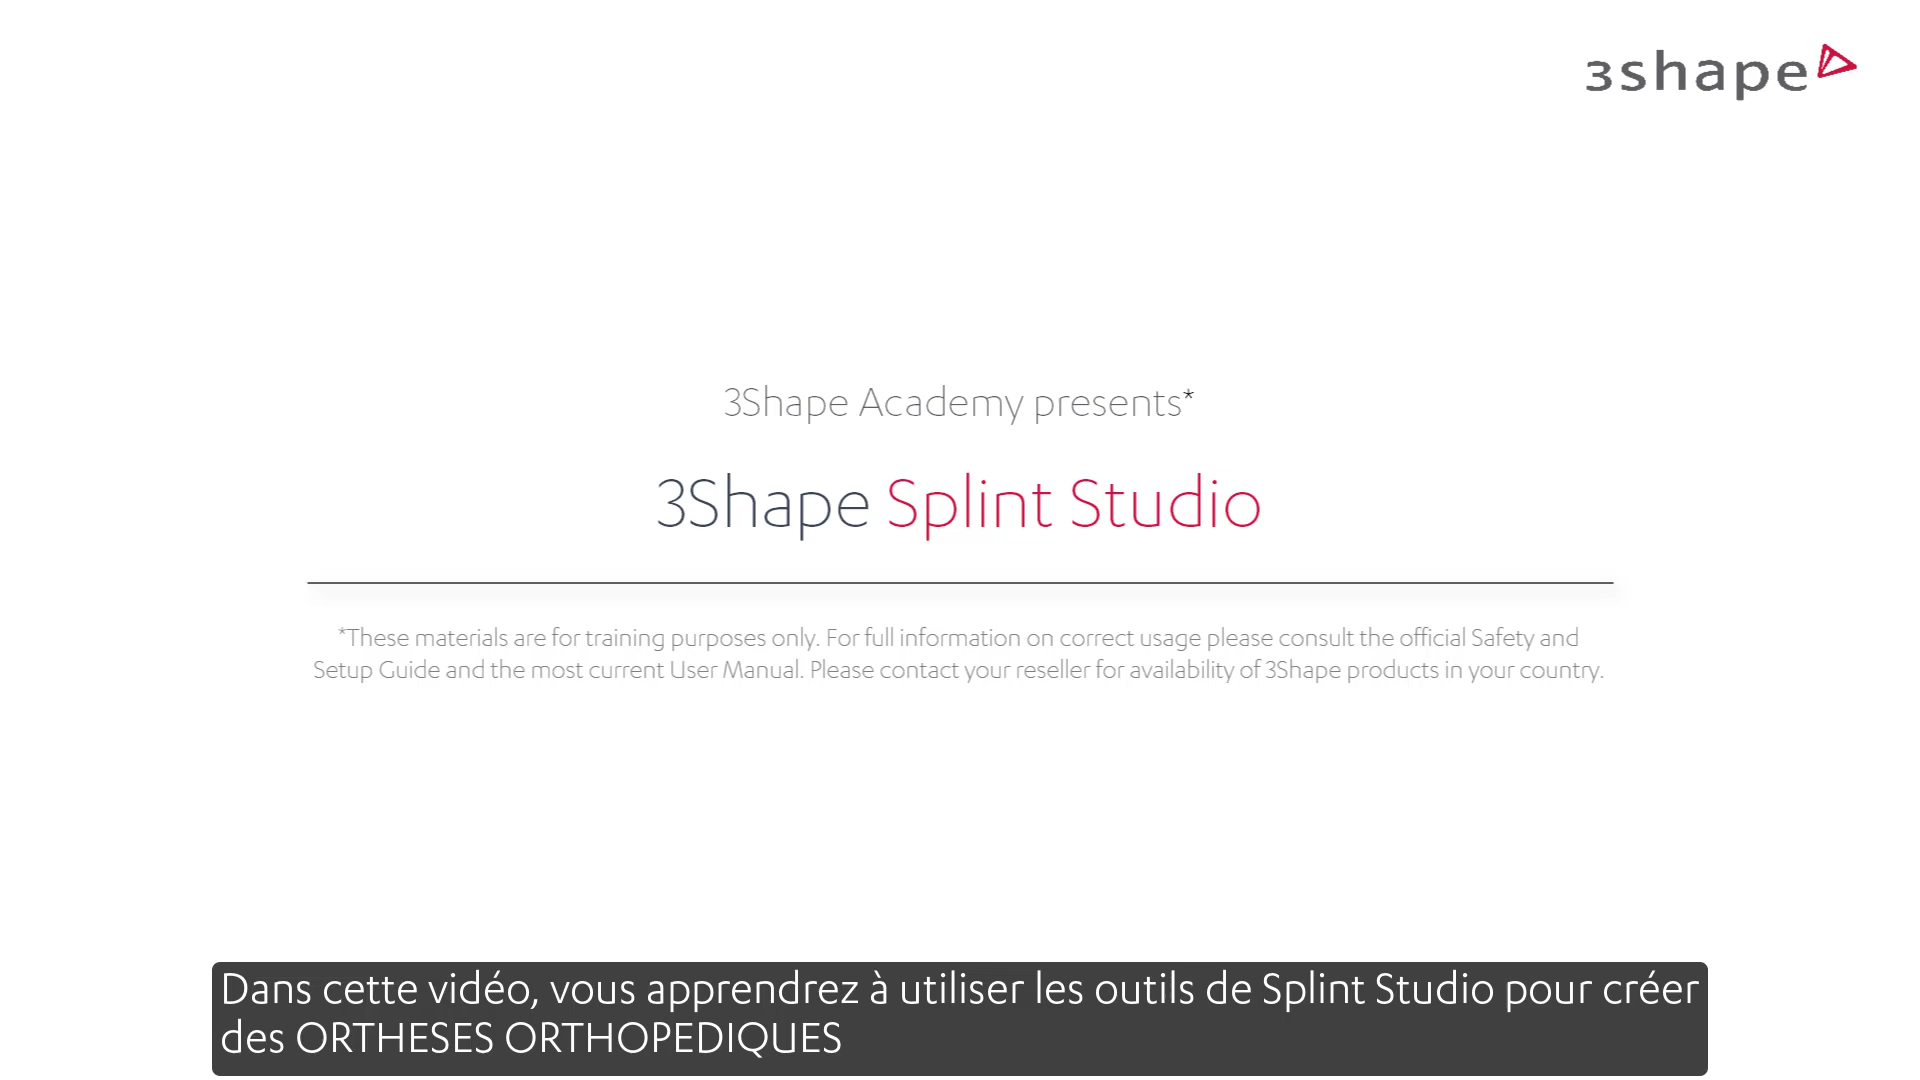 3shape
3Shape Academy presents*
3Shape Splint Studio
*These materials are for training purposes only. For full information on correct usage please consult the official Safety and
Setup Guide and the most current User Manual. Please contact your reseller for availability of 3Shape products in your country.
Dans cette vidéo, vous apprendrez à utiliser les outils de Splint Studio pour créer
des ORTHESES ORTHOPEDIQUES